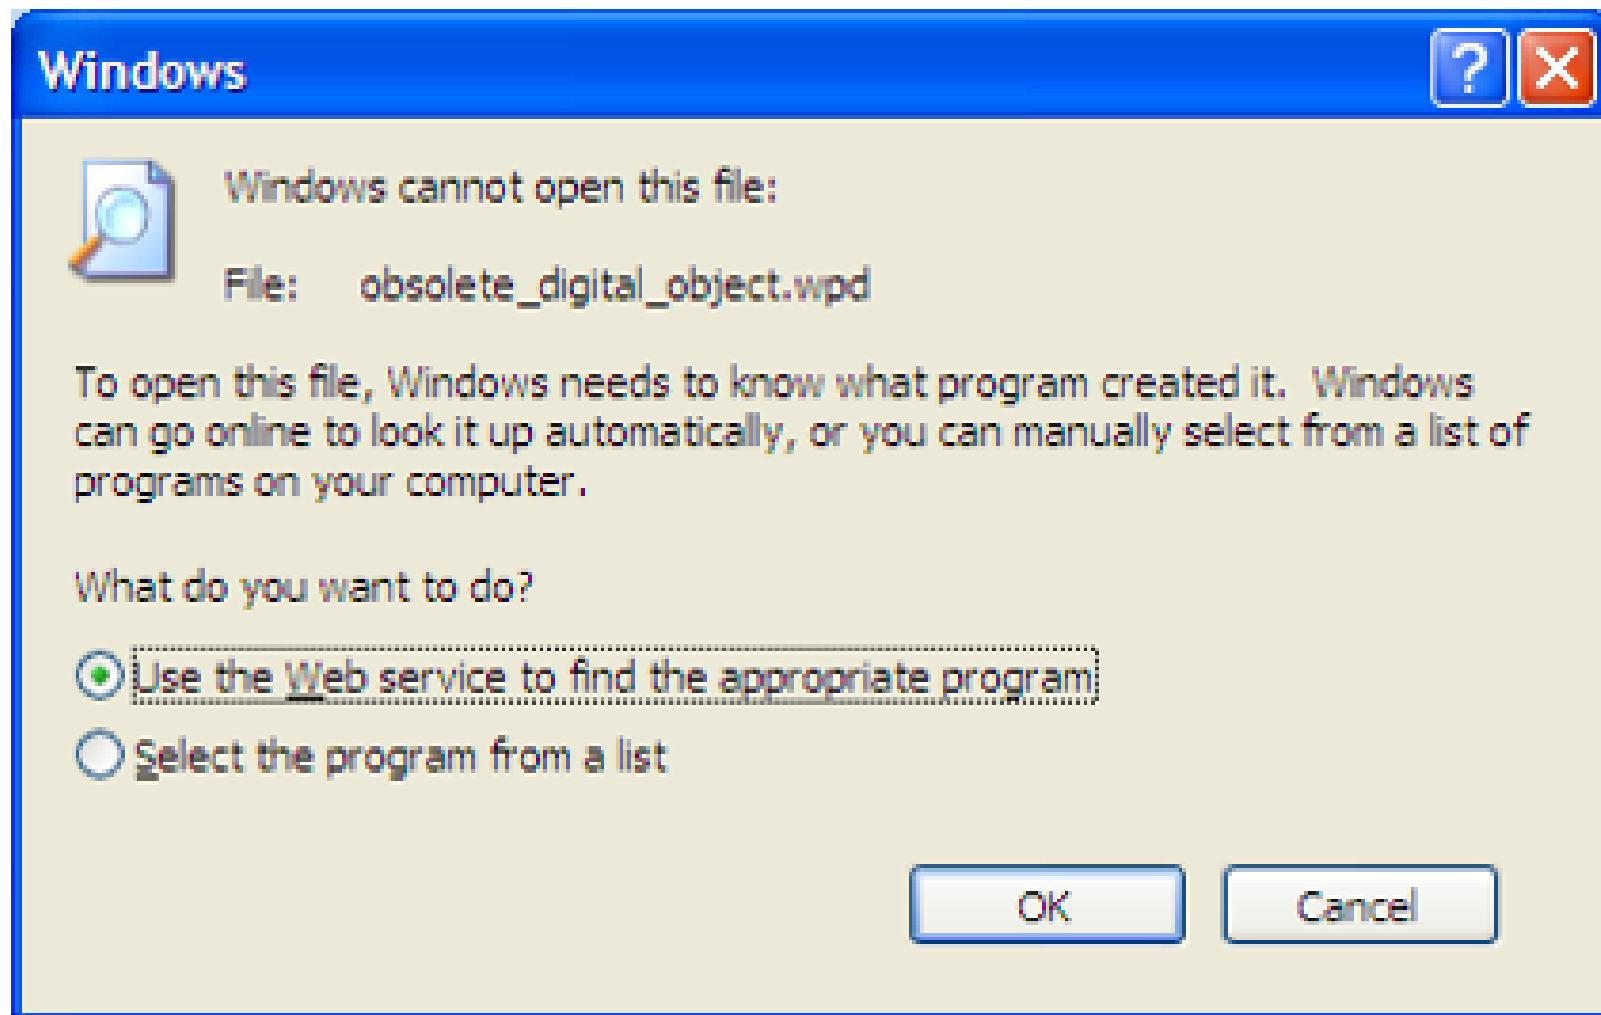 Windows
Windows cannot open this file:
File: obsolete_digital_object.wpd
To open this file, Windows needs to know what program created it. Windows
can go online to look it up automatically, or you can manually select from a list of
programs on your computer.
What do you want to do?
Use the Web service to find the appropriate program
Select the program from a list
OK Cancel